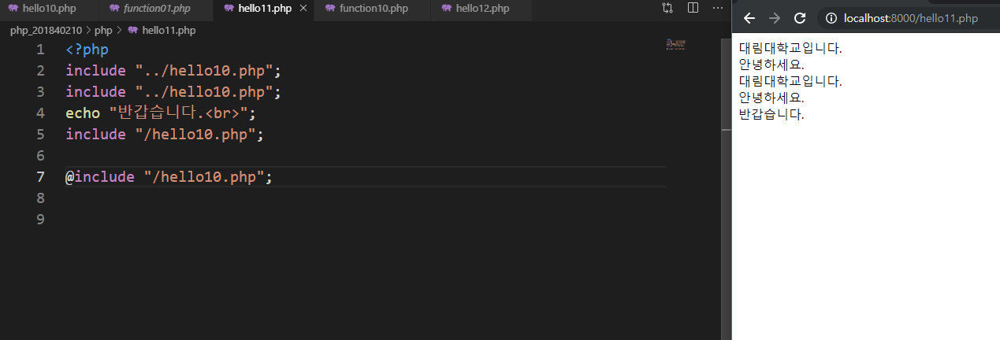 hello10.php function01.php hello11.php function10.php hello12.php
php_201840210 > php > hello11.php
1 <?php
2 include "../hello10.php";
3 include "../hello10.php";
4 echo "반갑습니다.<br>";
5 include "/hello10.php";
6
7 @include "/hello10.php";
8
9
localhost:8000/hello11.php
대림대학교입니다.
안녕하세요.
대림대학교입니다.
안녕하세요.
반갑습니다.